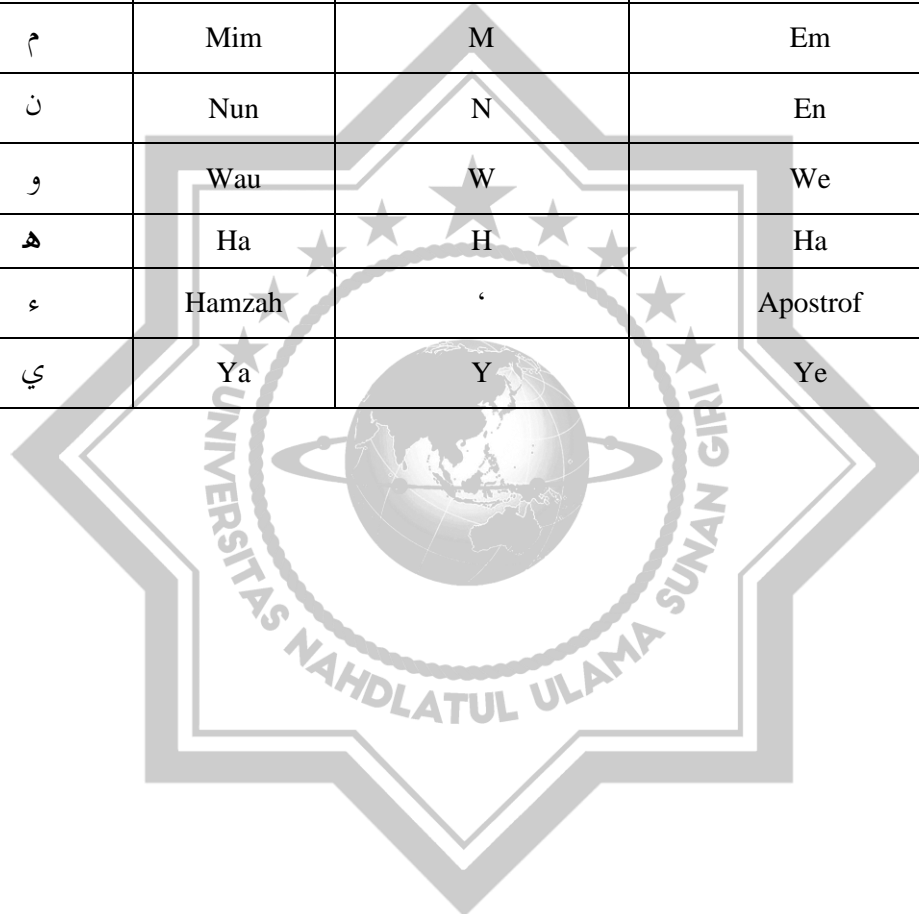 م Mim M Em
ن Nun N En
و Wau W We
ه Ha H Ha
ء Hamzah ‘ Apostrof
ي Ya Y Ye
UNIVERSITAS NAHDLATUL ULAMA SUNAN GIRI